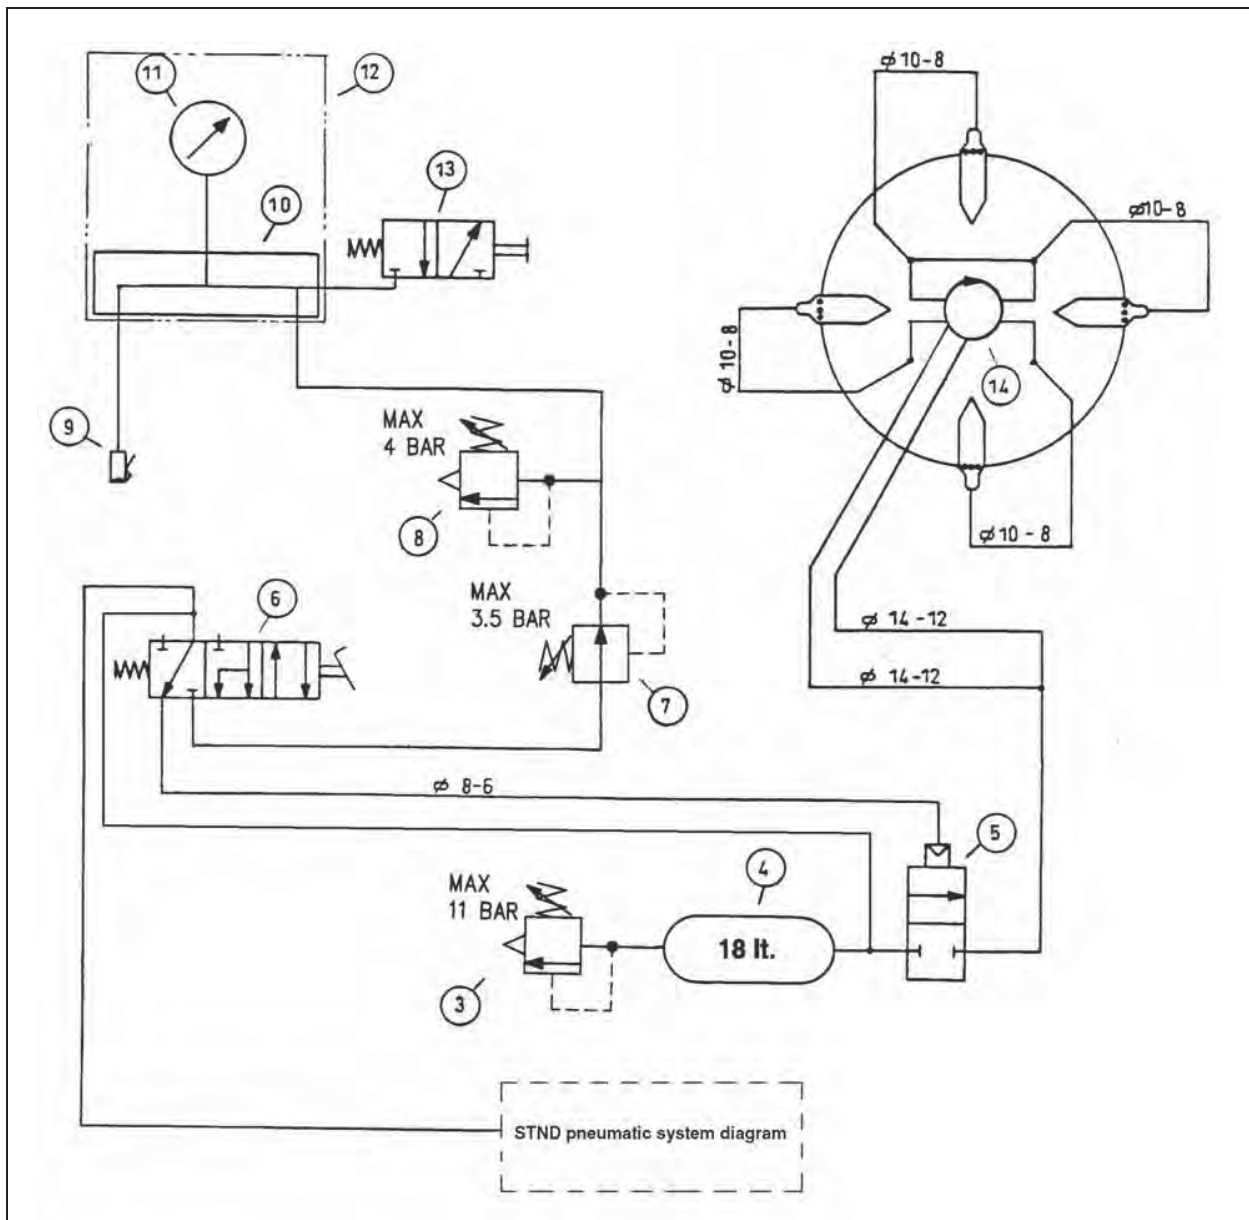 11
12
⌀ 10-8
13
10
⌀10-8
⌀ 10-8
14
MAX
4 BAR
9
8
⌀ 10-8
6
MAX
3.5 BAR
⌀ 14-12
⌀ 14-12
7
⌀ 8-6
5
4
MAX
11 BAR
18 lt.
3
STND pneumatic system diagram